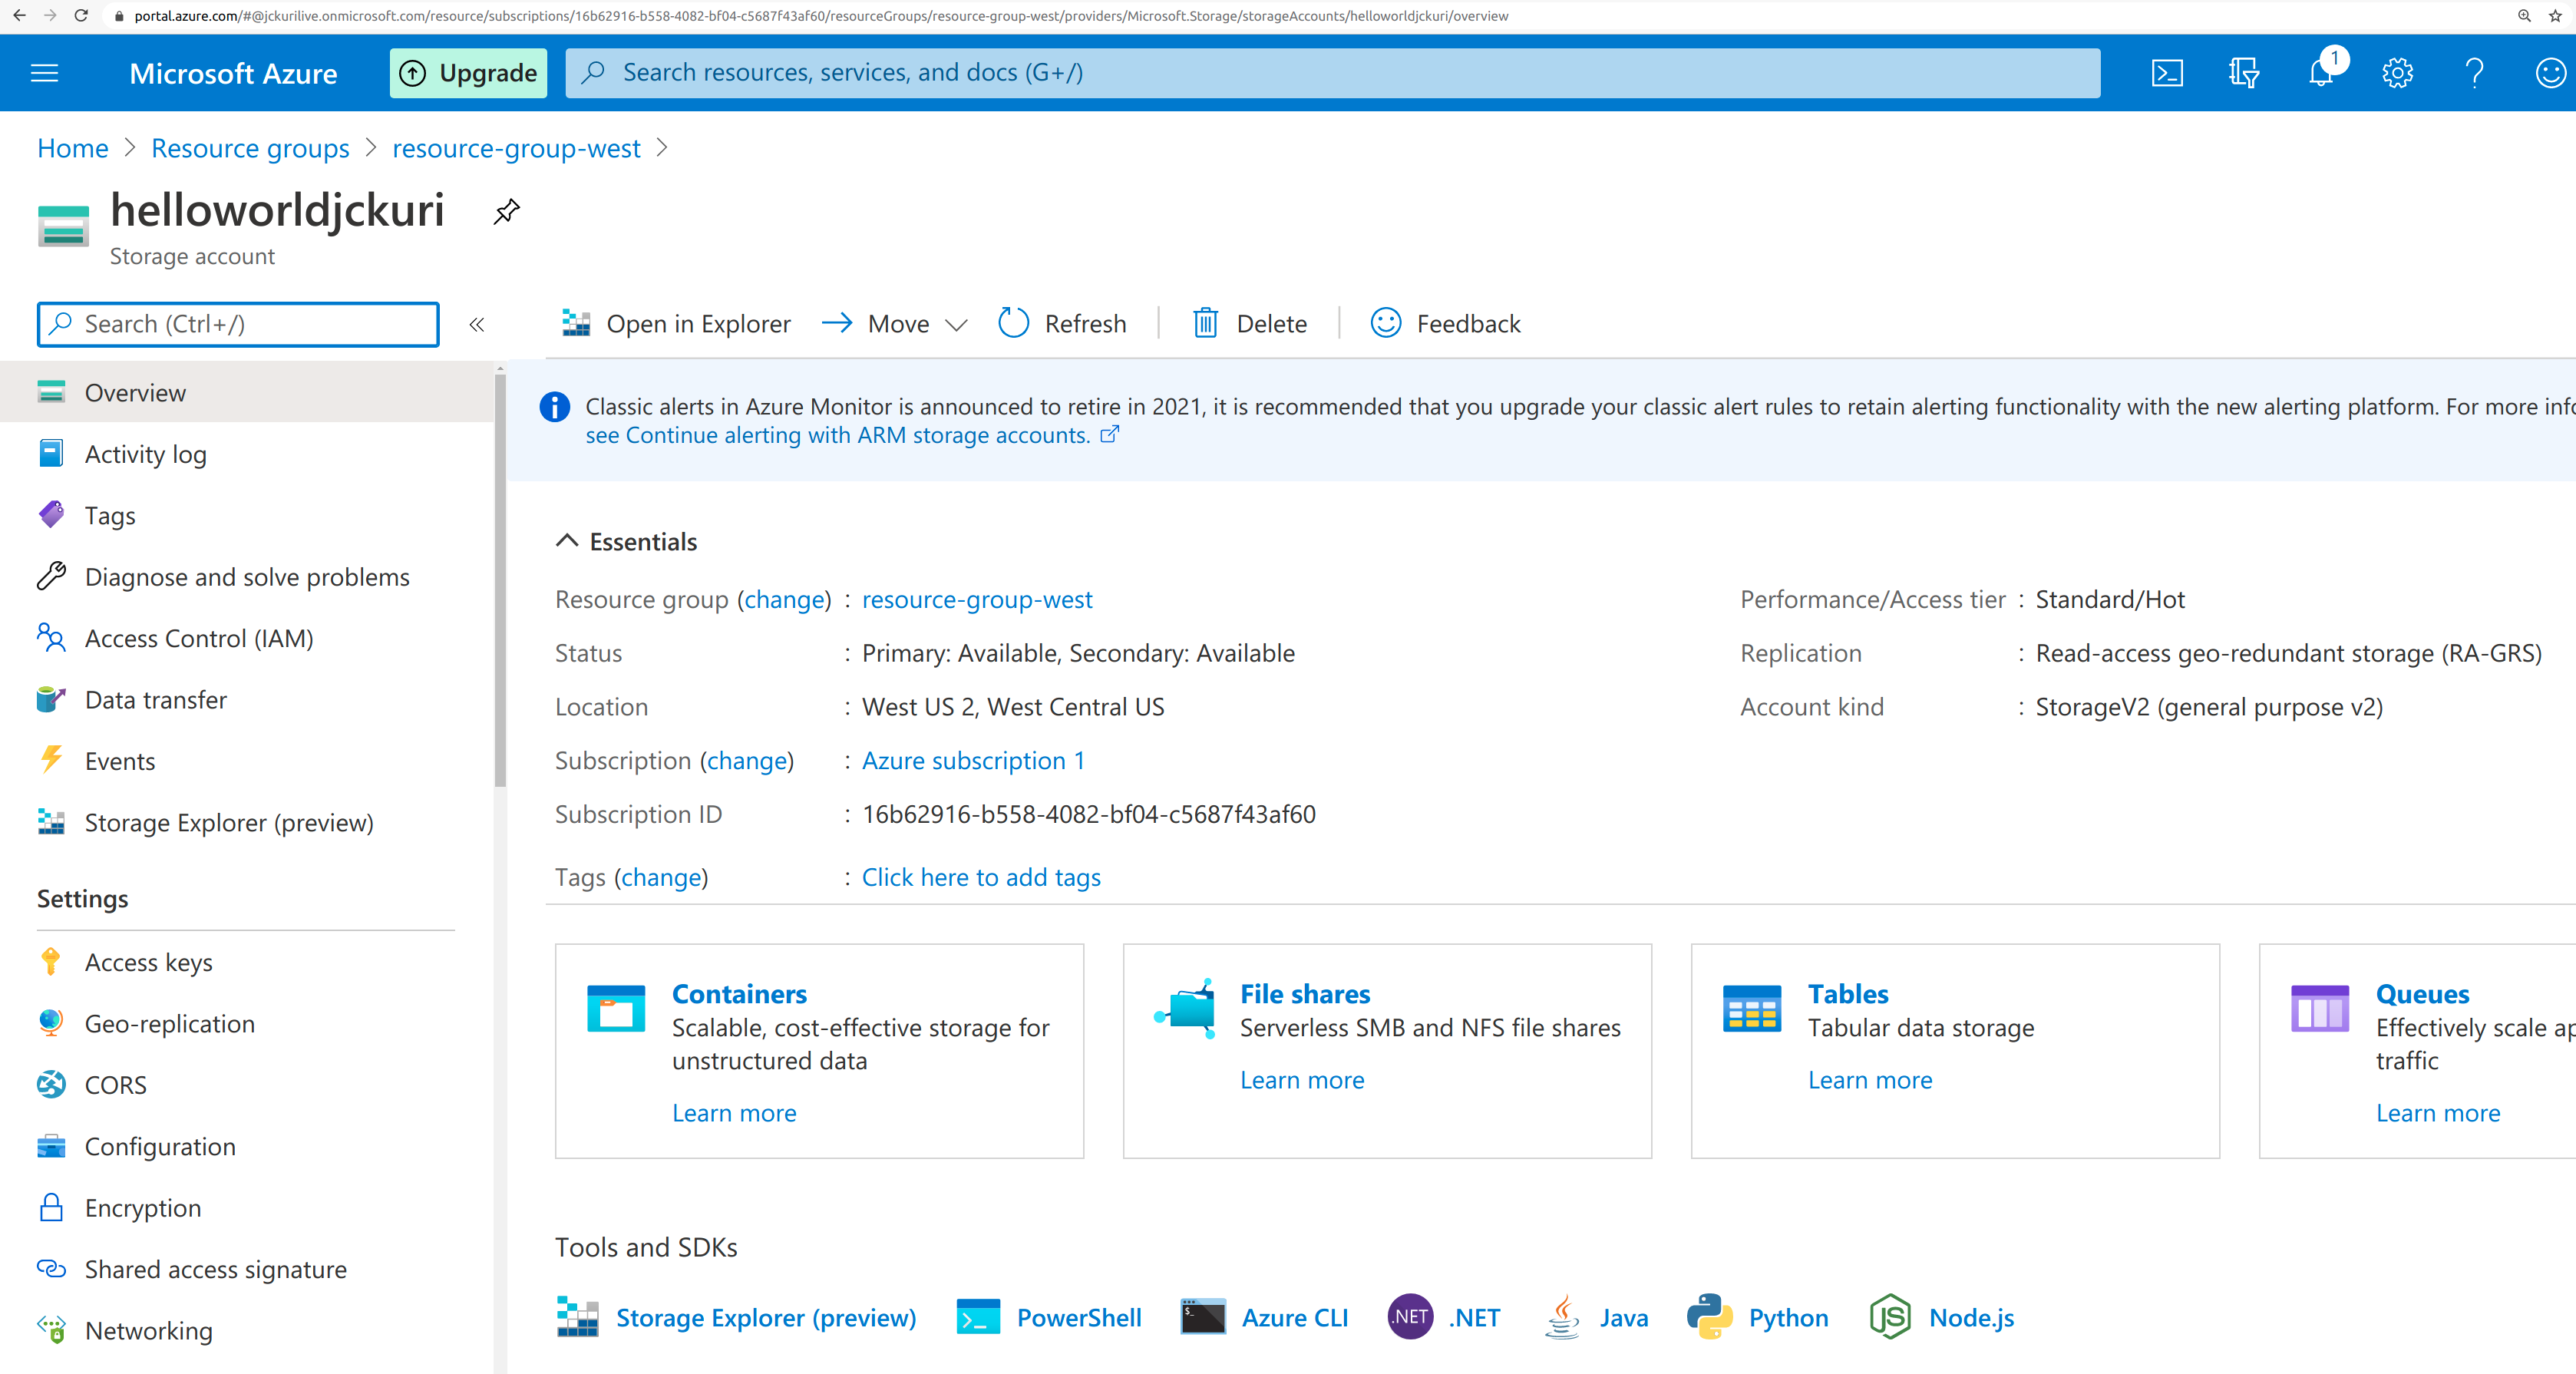 portal.azure.com/#@jckurilive.onmicrosoft.com/resource/subscriptions/16b62916-b558-4082-bf04-c5687f43af60/resourceGroups/resource-group-west/providers/Microsoft.Storage/storageAccounts/helloworldjckuri/overview
Microsoft Azure
Upgrade
Search resources, services, and docs (G+/)
1
Home > Resource groups > resource-group-west >
helloworldjckuri
Storage account
Search (Ctrl+/)
«
Open in Explorer
Move
Refresh
Delete
Feedback
Overview
Activity log
Tags
Diagnose and solve problems
Access Control (IAM)
Data transfer
Events
Storage Explorer (preview)
Settings
Access keys
Geo-replication
CORS
Configuration
Encryption
Shared access signature
Networking
Classic alerts in Azure Monitor is announced to retire in 2021, it is recommended that you upgrade your classic alert rules to retain alerting functionality with the new alerting platform. For more info
see Continue alerting with ARM storage accounts.
Essentials
Resource group (change) : resource-group-west
Status : Primary: Available, Secondary: Available
Location : West US 2, West Central US
Subscription (change) : Azure subscription 1
Subscription ID : 16b62916-b558-4082-bf04-c5687f43af60
Tags (change) : Click here to add tags
Performance/Access tier : Standard/Hot
Replication : Read-access geo-redundant storage (RA-GRS)
Account kind : StorageV2 (general purpose v2)
Containers
Scalable, cost-effective storage for
unstructured data
Learn more
File shares
Serverless SMB and NFS file shares
Learn more
Tables
Tabular data storage
Learn more
Queues
Effectively scale ap
traffic
Learn more
Tools and SDKs
Storage Explorer (preview)
PowerShell
Azure CLI
.NET
.NET
Java
Python
JS
Node.js